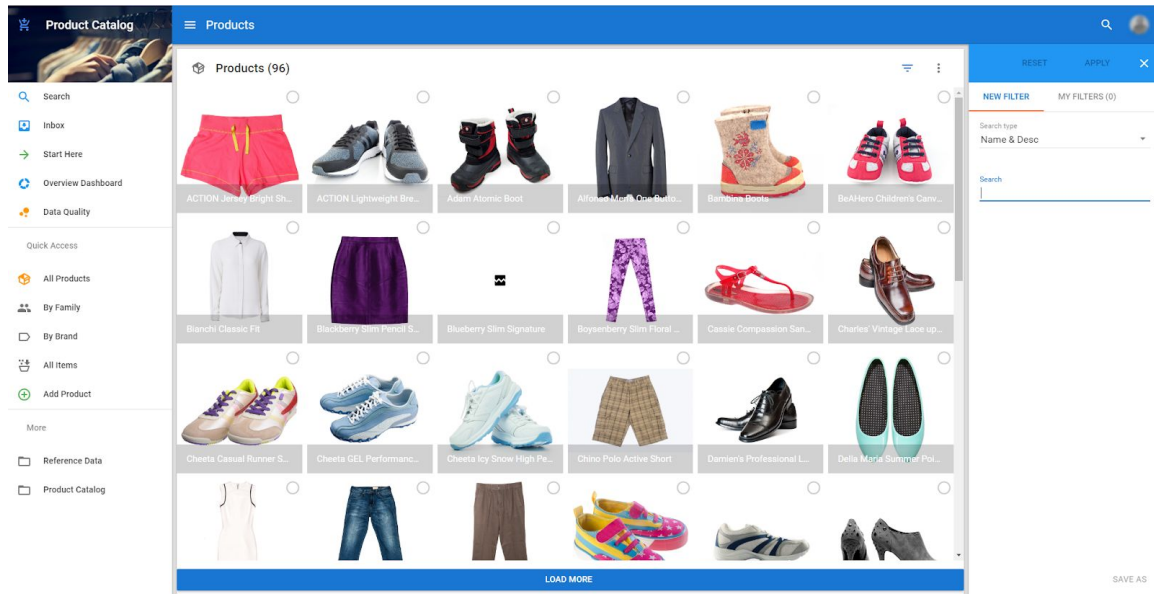 Product Catalog
Products
Products (96)
RESET
APPLY
NEW FILTER
MY FILTERS (0)
Search type
Name & Desc
Search
Search
Inbox
Start Here
Overview Dashboard
Data Quality
Quick Access
All Products
By Family
By Brand
All Items
Add Product
More
Reference Data
Product Catalog
ACTION Jersey Bright Sh...
ACTION Lightweight Bre...
Adam Atomic Boot
Alfonso Men's One Butto...
Bambina Boots
BeAHero Children's Canv...
Bianchi Classic Fit
Blackberry Slim Pencil S...
Blueberry Slim Signature
Boysenberry Slim Floral ...
Cassie Compassion San...
Charles' Vintage Lace up...
Cheeta Casual Runner S...
Cheeta GEL Performanc...
Cheeta Icy Snow High Pe...
Chino Polo Active Short
Damien's Professional L...
Della Maria Summer Poi...
LOAD MORE
SAVE AS